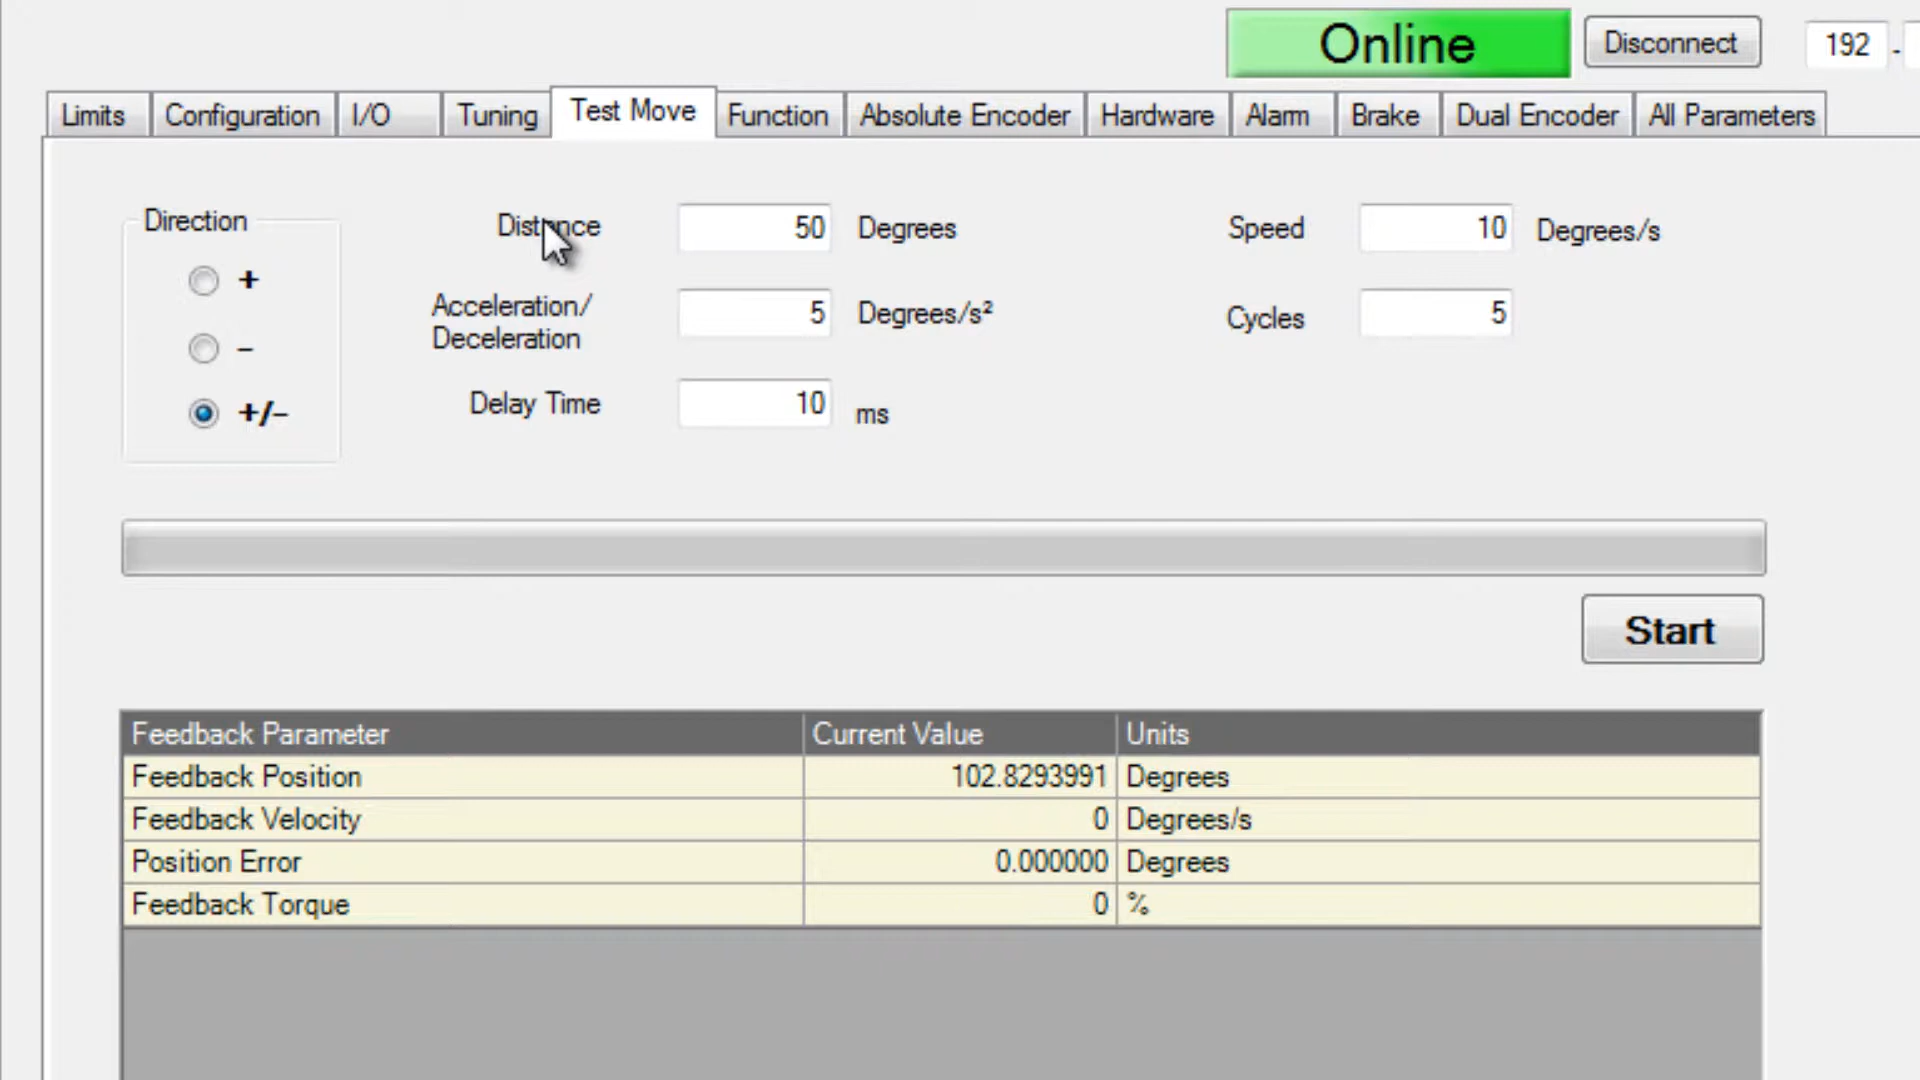 Online Disconnect 192 -
Limits Configuration I/O Tuning Test Move Function Absolute Encoder Hardware Alarm Brake Dual Encoder All Parameters
Direction
+
–
+/–
Distance 50 Degrees
Speed 10 Degrees/s
Acceleration/
Deceleration 5 Degrees/s²
Cycles 5
Delay Time 10 ms
Start
Feedback Parameter Current Value Units
Feedback Position 102.8293991 Degrees
Feedback Velocity 0 Degrees/s
Position Error 0.000000 Degrees
Feedback Torque 0 %